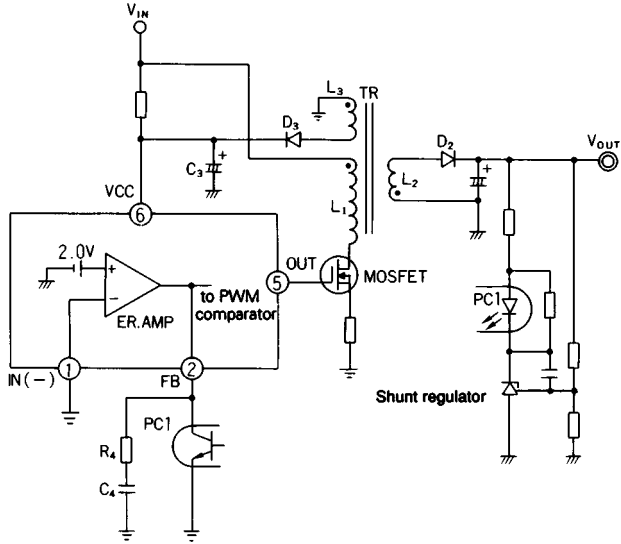 VIN
L3
TR
D3
D2
VOUT
C3
+
+
VCC
6
L1
L2
2.0V
+
−
ER.AMP
to PWM
comparator
5
OUT
MOSFET
PC1
IN(−)
1
FB
2
Shunt regulator
PC1
R4
C4